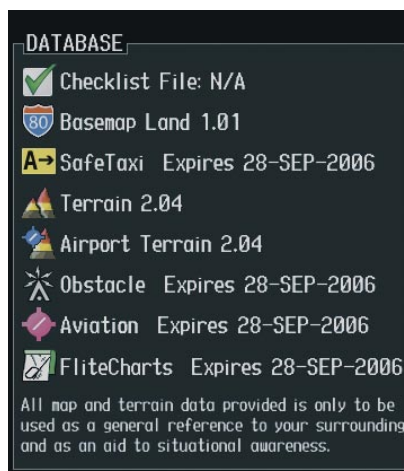 DATABASE
Checklist File: N/A
80 Basemap Land 1.01
A→ SafeTaxi Expires 28-SEP-2006
Terrain 2.04
Airport Terrain 2.04
Obstacle Expires 28-SEP-2006
Aviation Expires 28-SEP-2006
FliteCharts Expires 28-SEP-2006
All map and terrain data provided is only to be
used as a general reference to your surrounding
and as an aid to situational awareness.